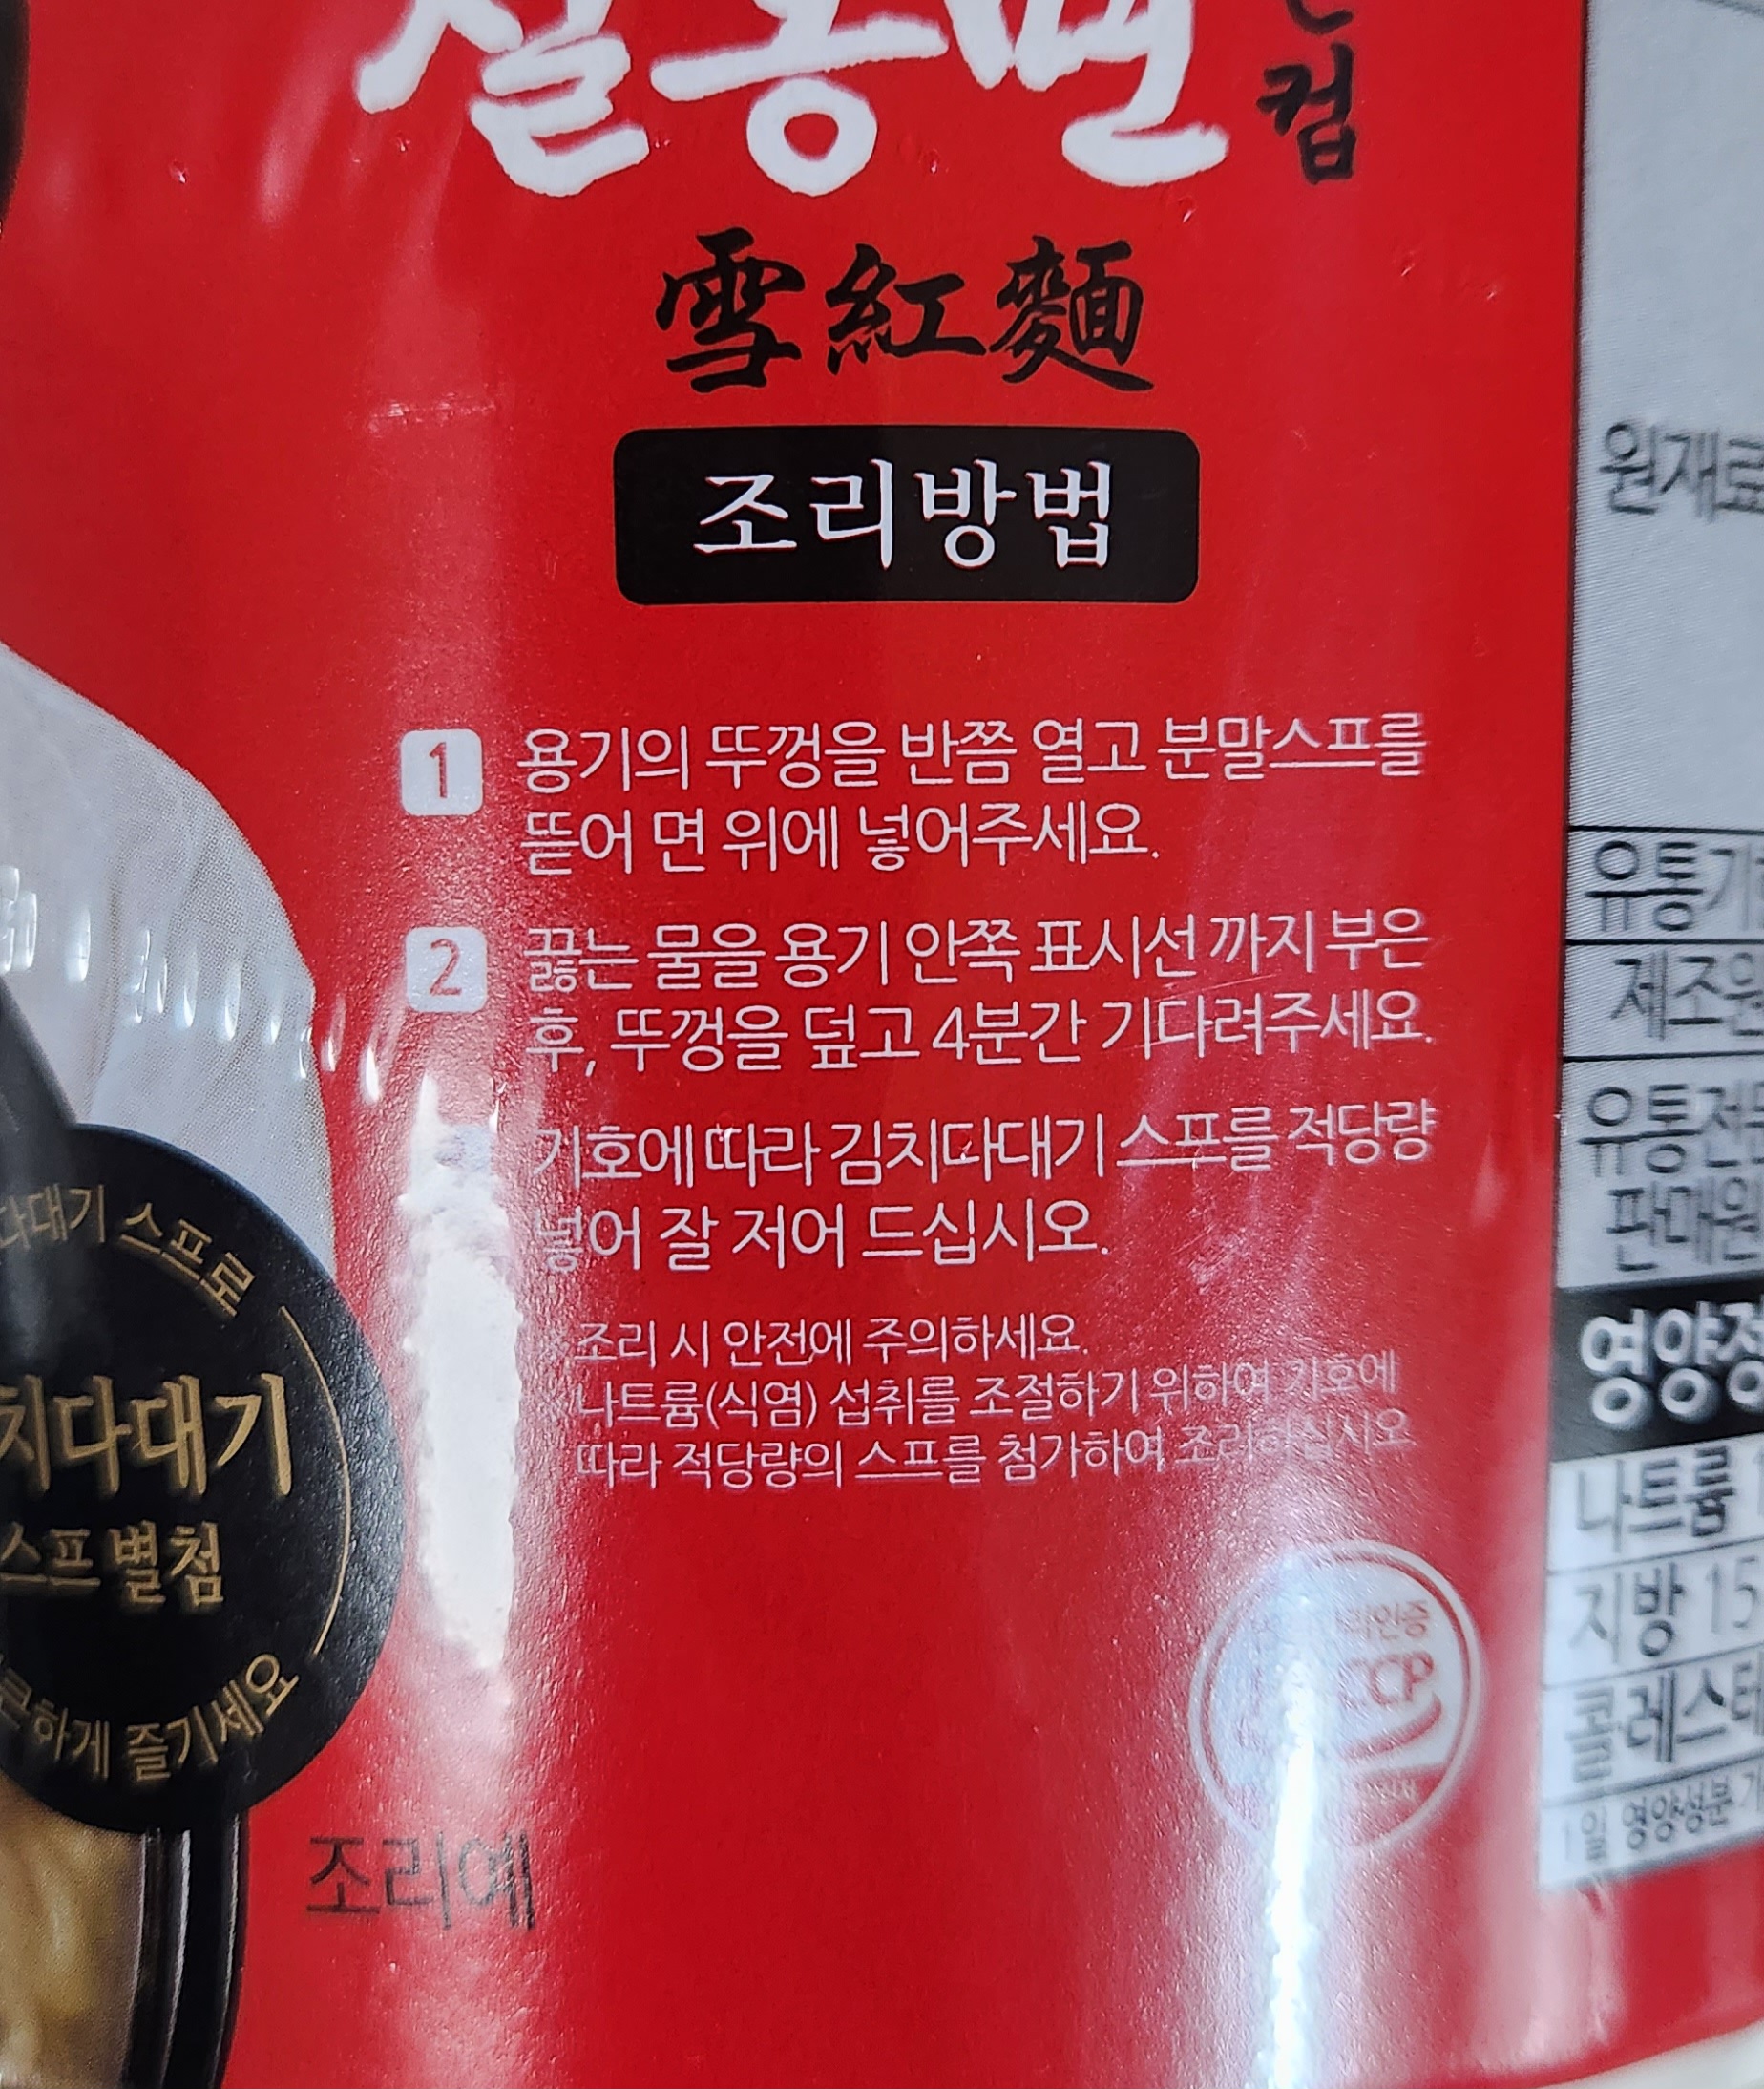 설홍면
컵
雪紅麵
조리방법
1 용기의 뚜껑을 반쯤 열고 분말스프를
뜯어 면 위에 넣어주세요.
2 끓는 물을 용기 안쪽 표시선 까지 부은
후, 뚜껑을 덮고 4분간 기다려주세요.
기호에 따라 김치다대기 스프를 적당량
넣어 잘 저어 드십시오.
※조리 시 안전에 주의하세요.
※나트륨(식염) 섭취를 조절하기 위하여 기호에
따라 적당량의 스프를 첨가하여 조리하십시오
다대기 스프로
치다대기
스프 별첨
하게 즐기세요
조리예
인증
CCP
원재료
유통기
제조원
유통전
판매원
영양정
나트륨 1
지방 15
콜레스테
1일 영양성분 기